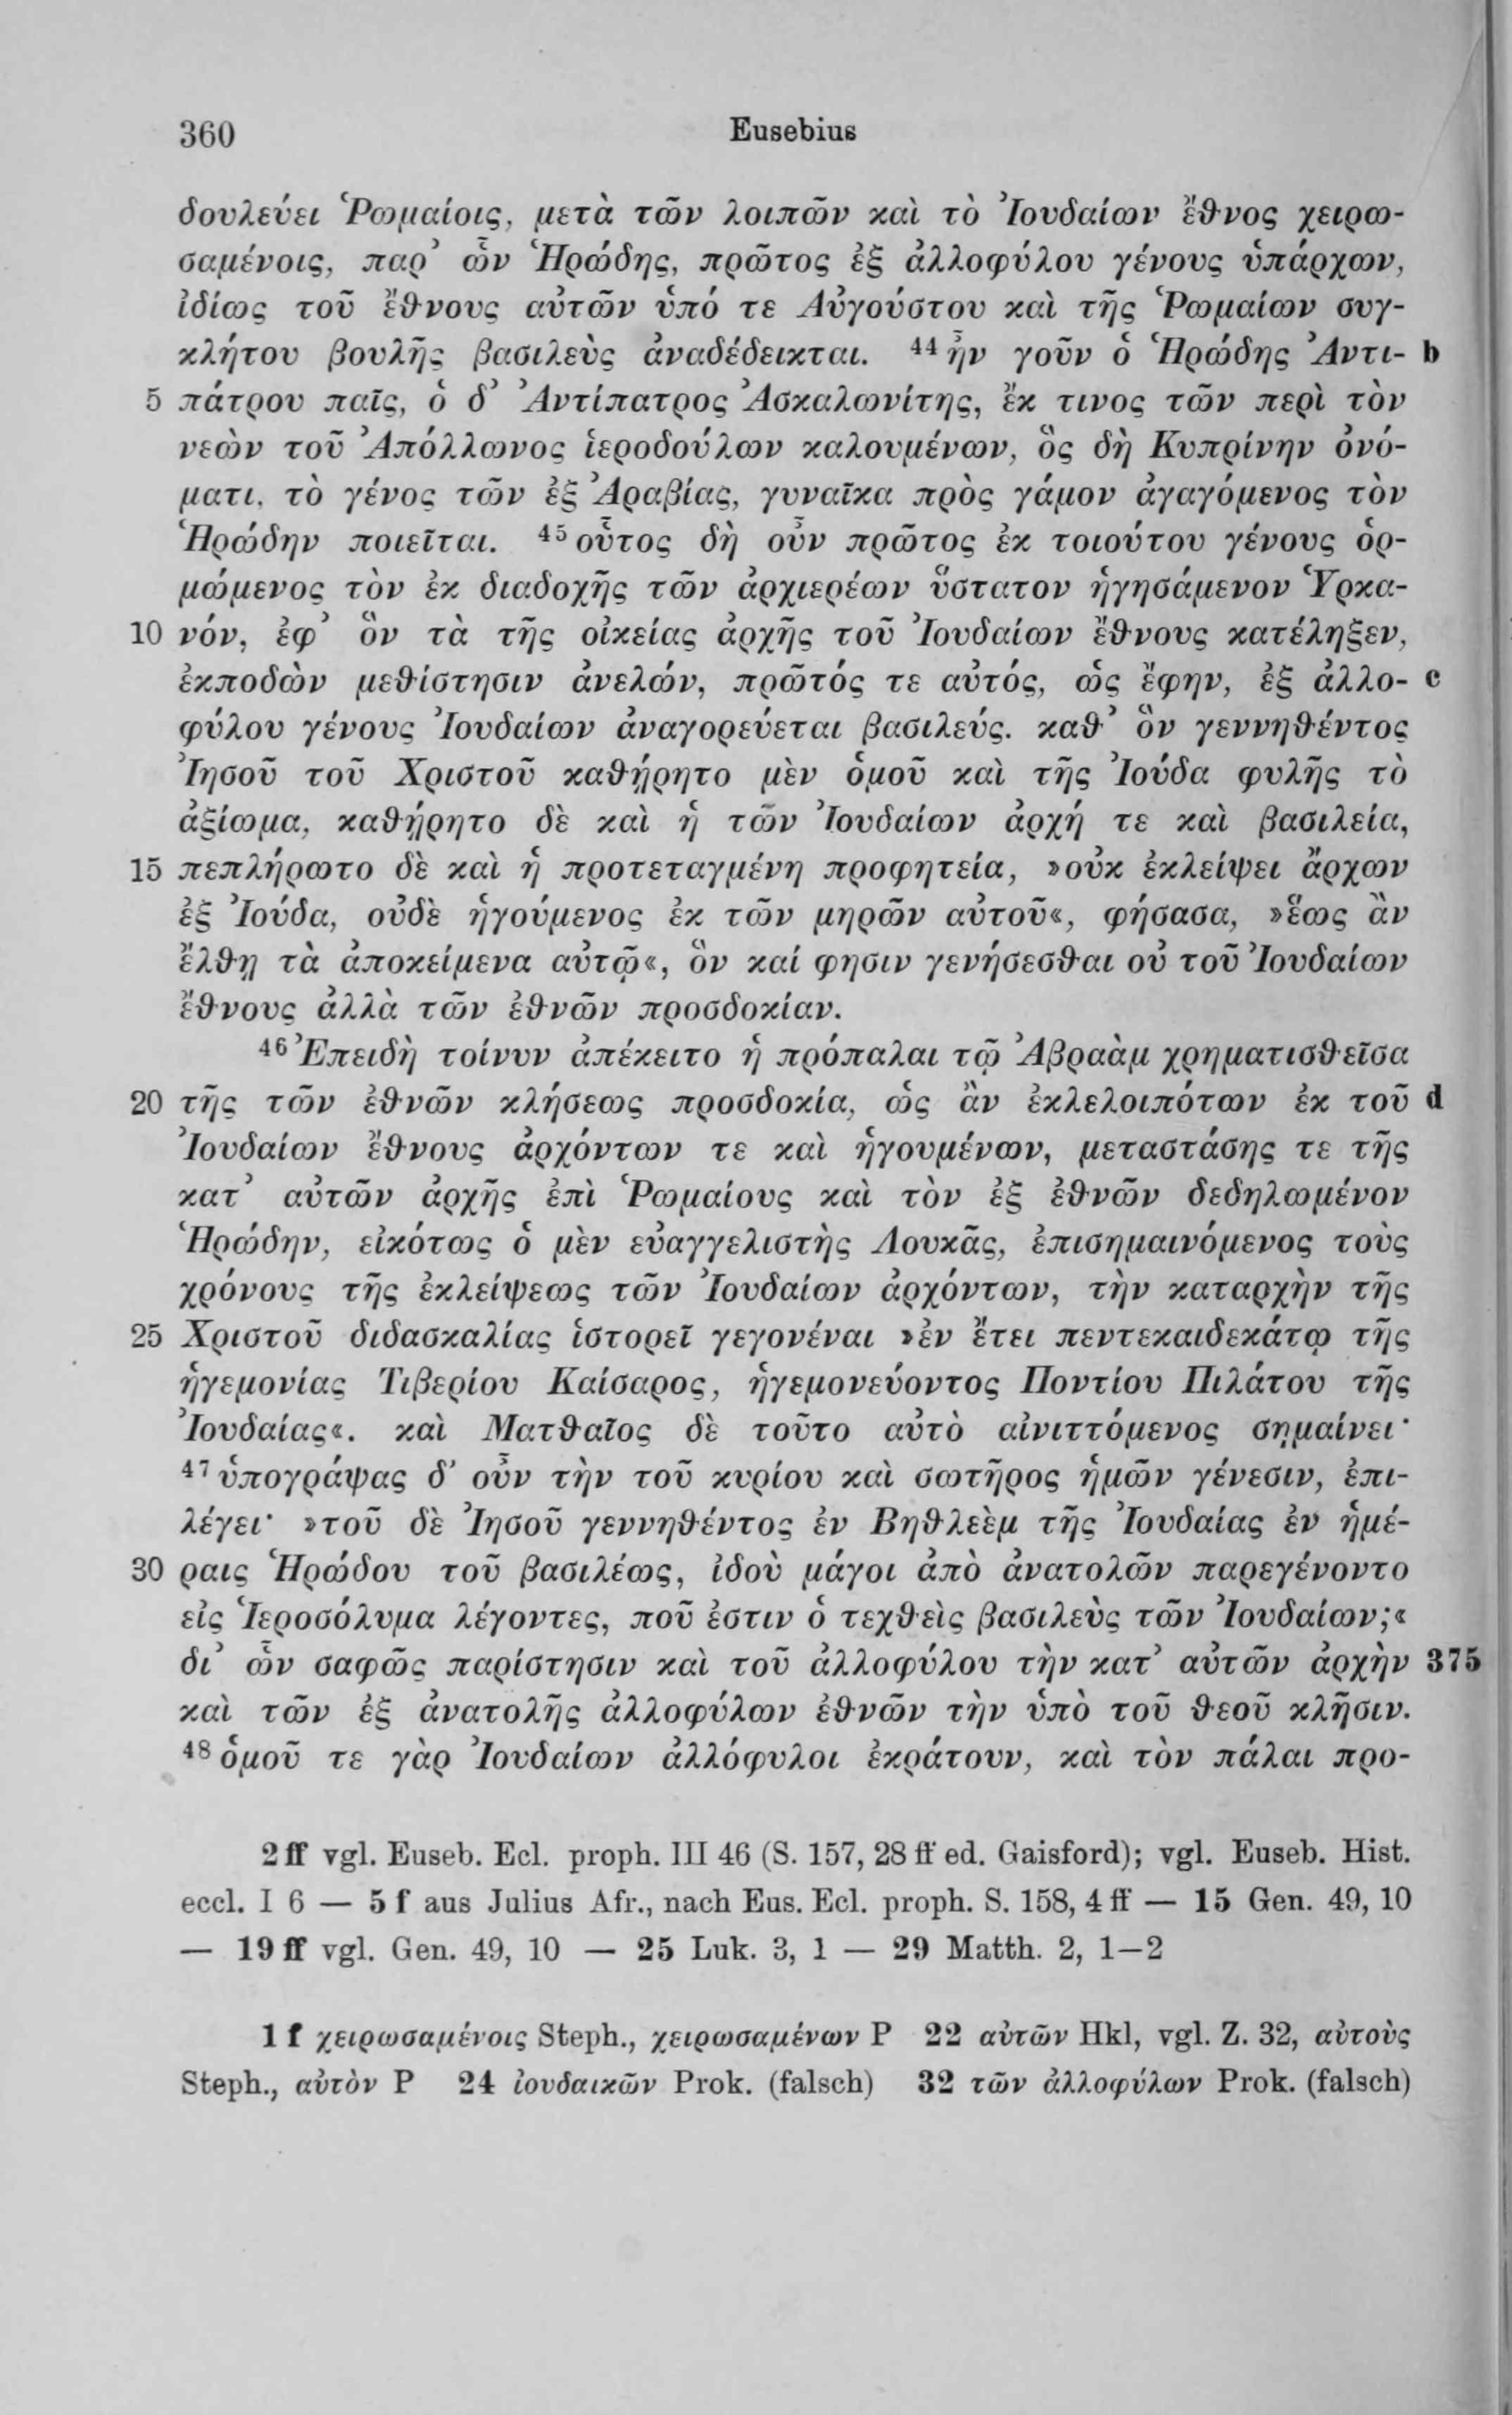 360 Eusebius
δουλεύει Ῥωμαίοις, μετὰ τῶν λοιπῶν καὶ τὸ Ἰουδαίων ἔθνος χειρω-
σαμένοις, παρ’ ὧν Ἡρώδης, πρῶτος ἐξ ἀλλοφύλου γένους ὑπάρχων,
ἰδίως τοῦ ἔθνους αὐτῶν ὑπό τε Αὐγούστου καὶ τῆς Ῥωμαίων συγ-
κλήτου βουλῆς βασιλεὺς ἀναδέδεικται. 44 ἦν γοῦν ὁ Ἡρώδης Ἀντι- b
5 πάτρου παῖς, ὁ δ’ Ἀντίπατρος Ἀσκαλωνίτης, ἔκ τινος τῶν περὶ τὸν
νεὼν τοῦ Ἀπόλλωνος ἱεροδούλων καλουμένων, ὃς δὴ Κυπρίνην ὀνό-
ματι, τὸ γένος τῶν ἐξ Ἀραβίας, γυναῖκα πρὸς γάμον ἀγαγόμενος τὸν
Ἡρώδην ποιεῖται. 45 οὗτος δὴ οὖν πρῶτος ἐκ τοιούτου γένους ὁρ-
μώμενος τὸν ἐκ διαδοχῆς τῶν ἀρχιερέων ὕστατον ἡγησάμενον Ὑρκα-
10 νόν, ἐφ’ ὃν τὰ τῆς οἰκείας ἀρχῆς τοῦ Ἰουδαίων ἔθνους κατέληξεν,
ἐκποδὼν μεθίστησιν ἀνελών, πρῶτός τε αὐτός, ὡς ἔφην, ἐξ ἀλλο- c
φύλου γένους Ἰουδαίων ἀναγορεύεται βασιλεύς. καθ’ ὃν γεννηθέντος
Ἰησοῦ τοῦ Χριστοῦ καθῄρητο μὲν ὁμοῦ καὶ τῆς Ἰούδα φυλῆς τὸ
ἀξίωμα, καθῄρητο δὲ καὶ ἡ τῶν Ἰουδαίων ἀρχή τε καὶ βασιλεία,
15 πεπλήρωτο δὲ καὶ ἡ προτεταγμένη προφητεία, »οὐκ ἐκλείψει ἄρχων
ἐξ Ἰούδα, οὐδὲ ἡγούμενος ἐκ τῶν μηρῶν αὐτοῦ«, φήσασα, »ἕως ἂν
ἔλθῃ τὰ ἀποκείμενα αὐτῷ«, ὃν καί φησιν γενήσεσθαι οὐ τοῦ Ἰουδαίων
ἔθνους ἀλλὰ τῶν ἐθνῶν προσδοκίαν.
46 Ἐπειδὴ τοίνυν ἀπέκειτο ἡ πρόπαλαι τῷ Ἀβραὰμ χρηματισθεῖσα
20 τῆς τῶν ἐθνῶν κλήσεως προσδοκία, ὡς ἂν ἐκλελοιπότων ἐκ τοῦ d
Ἰουδαίων ἔθνους ἀρχόντων τε καὶ ἡγουμένων, μεταστάσης τε τῆς
κατ’ αὐτῶν ἀρχῆς ἐπὶ Ῥωμαίους καὶ τὸν ἐξ ἐθνῶν δεδηλωμένον
Ἡρώδην, εἰκότως ὁ μὲν εὐαγγελιστὴς Λουκᾶς, ἐπισημαινόμενος τοὺς
χρόνους τῆς ἐκλείψεως τῶν Ἰουδαίων ἀρχόντων, τὴν καταρχὴν τῆς
25 Χριστοῦ διδασκαλίας ἱστορεῖ γεγονέναι »ἐν ἔτει πεντεκαιδεκάτῳ τῆς
ἡγεμονίας Τιβερίου Καίσαρος, ἡγεμονεύοντος Ποντίου Πιλάτου τῆς
Ἰουδαίας«. καὶ Ματθαῖος δὲ τοῦτο αὐτὸ αἰνιττόμενος σημαίνει·
47 ὑπογράψας δ’ οὖν τὴν τοῦ κυρίου καὶ σωτῆρος ἡμῶν γένεσιν, ἐπι-
λέγει· »τοῦ δὲ Ἰησοῦ γεννηθέντος ἐν Βηθλεὲμ τῆς Ἰουδαίας ἐν ἡμέ-
30 ραις Ἡρώδου τοῦ βασιλέως, ἰδοὺ μάγοι ἀπὸ ἀνατολῶν παρεγένοντο
εἰς Ἱεροσόλυμα λέγοντες, ποῦ ἐστιν ὁ τεχθεὶς βασιλεὺς τῶν Ἰουδαίων;«
δι’ ὧν σαφῶς παρίστησιν καὶ τοῦ ἀλλοφύλου τὴν κατ’ αὐτῶν ἀρχὴν 375
καὶ τῶν ἐξ ἀνατολῆς ἀλλοφύλων ἐθνῶν τὴν ὑπὸ τοῦ θεοῦ κλῆσιν.
48 ὁμοῦ τε γὰρ Ἰουδαίων ἀλλόφυλοι ἐκράτουν, καὶ τὸν πάλαι προ-
2 ff vgl. Euseb. Ecl. proph. III 46 (S. 157, 28 ff ed. Gaisford); vgl. Euseb. Hist.
eccl. I 6 — 5 f aus Julius Afr., nach Eus. Ecl. proph. S. 158, 4 ff — 15 Gen. 49, 10
— 19 ff vgl. Gen. 49, 10 — 25 Luk. 3, 1 — 29 Matth. 2, 1–2
1 f χειρωσαμένοις Steph., χειρωσαμένων P 22 αὐτῶν Hkl, vgl. Z. 32, αὐτοὺς
Steph., αὐτὸν P 24 ἰουδαικῶν Prok. (falsch) 32 τῶν ἀλλοφύλων Prok. (falsch)